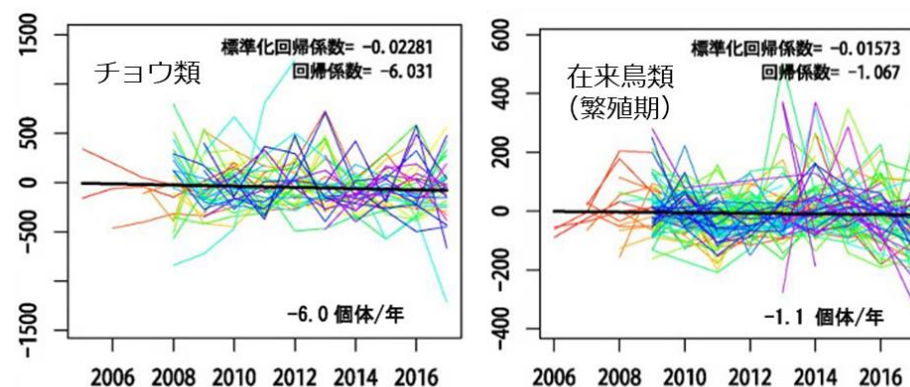 標準化回帰係数= -0.02281
回帰係数= -6.031
チョウ類
1500
500
0
-500
-1500
-6.0 個体/年
2006 2008 2010 2012 2014 2016
標準化回帰係数= -0.01573
回帰係数= -1.067
在来鳥類
（繁殖期）
600
400
200
0
-200
-400
-1.1 個体/年
2006 2008 2010 2012 2014 2016